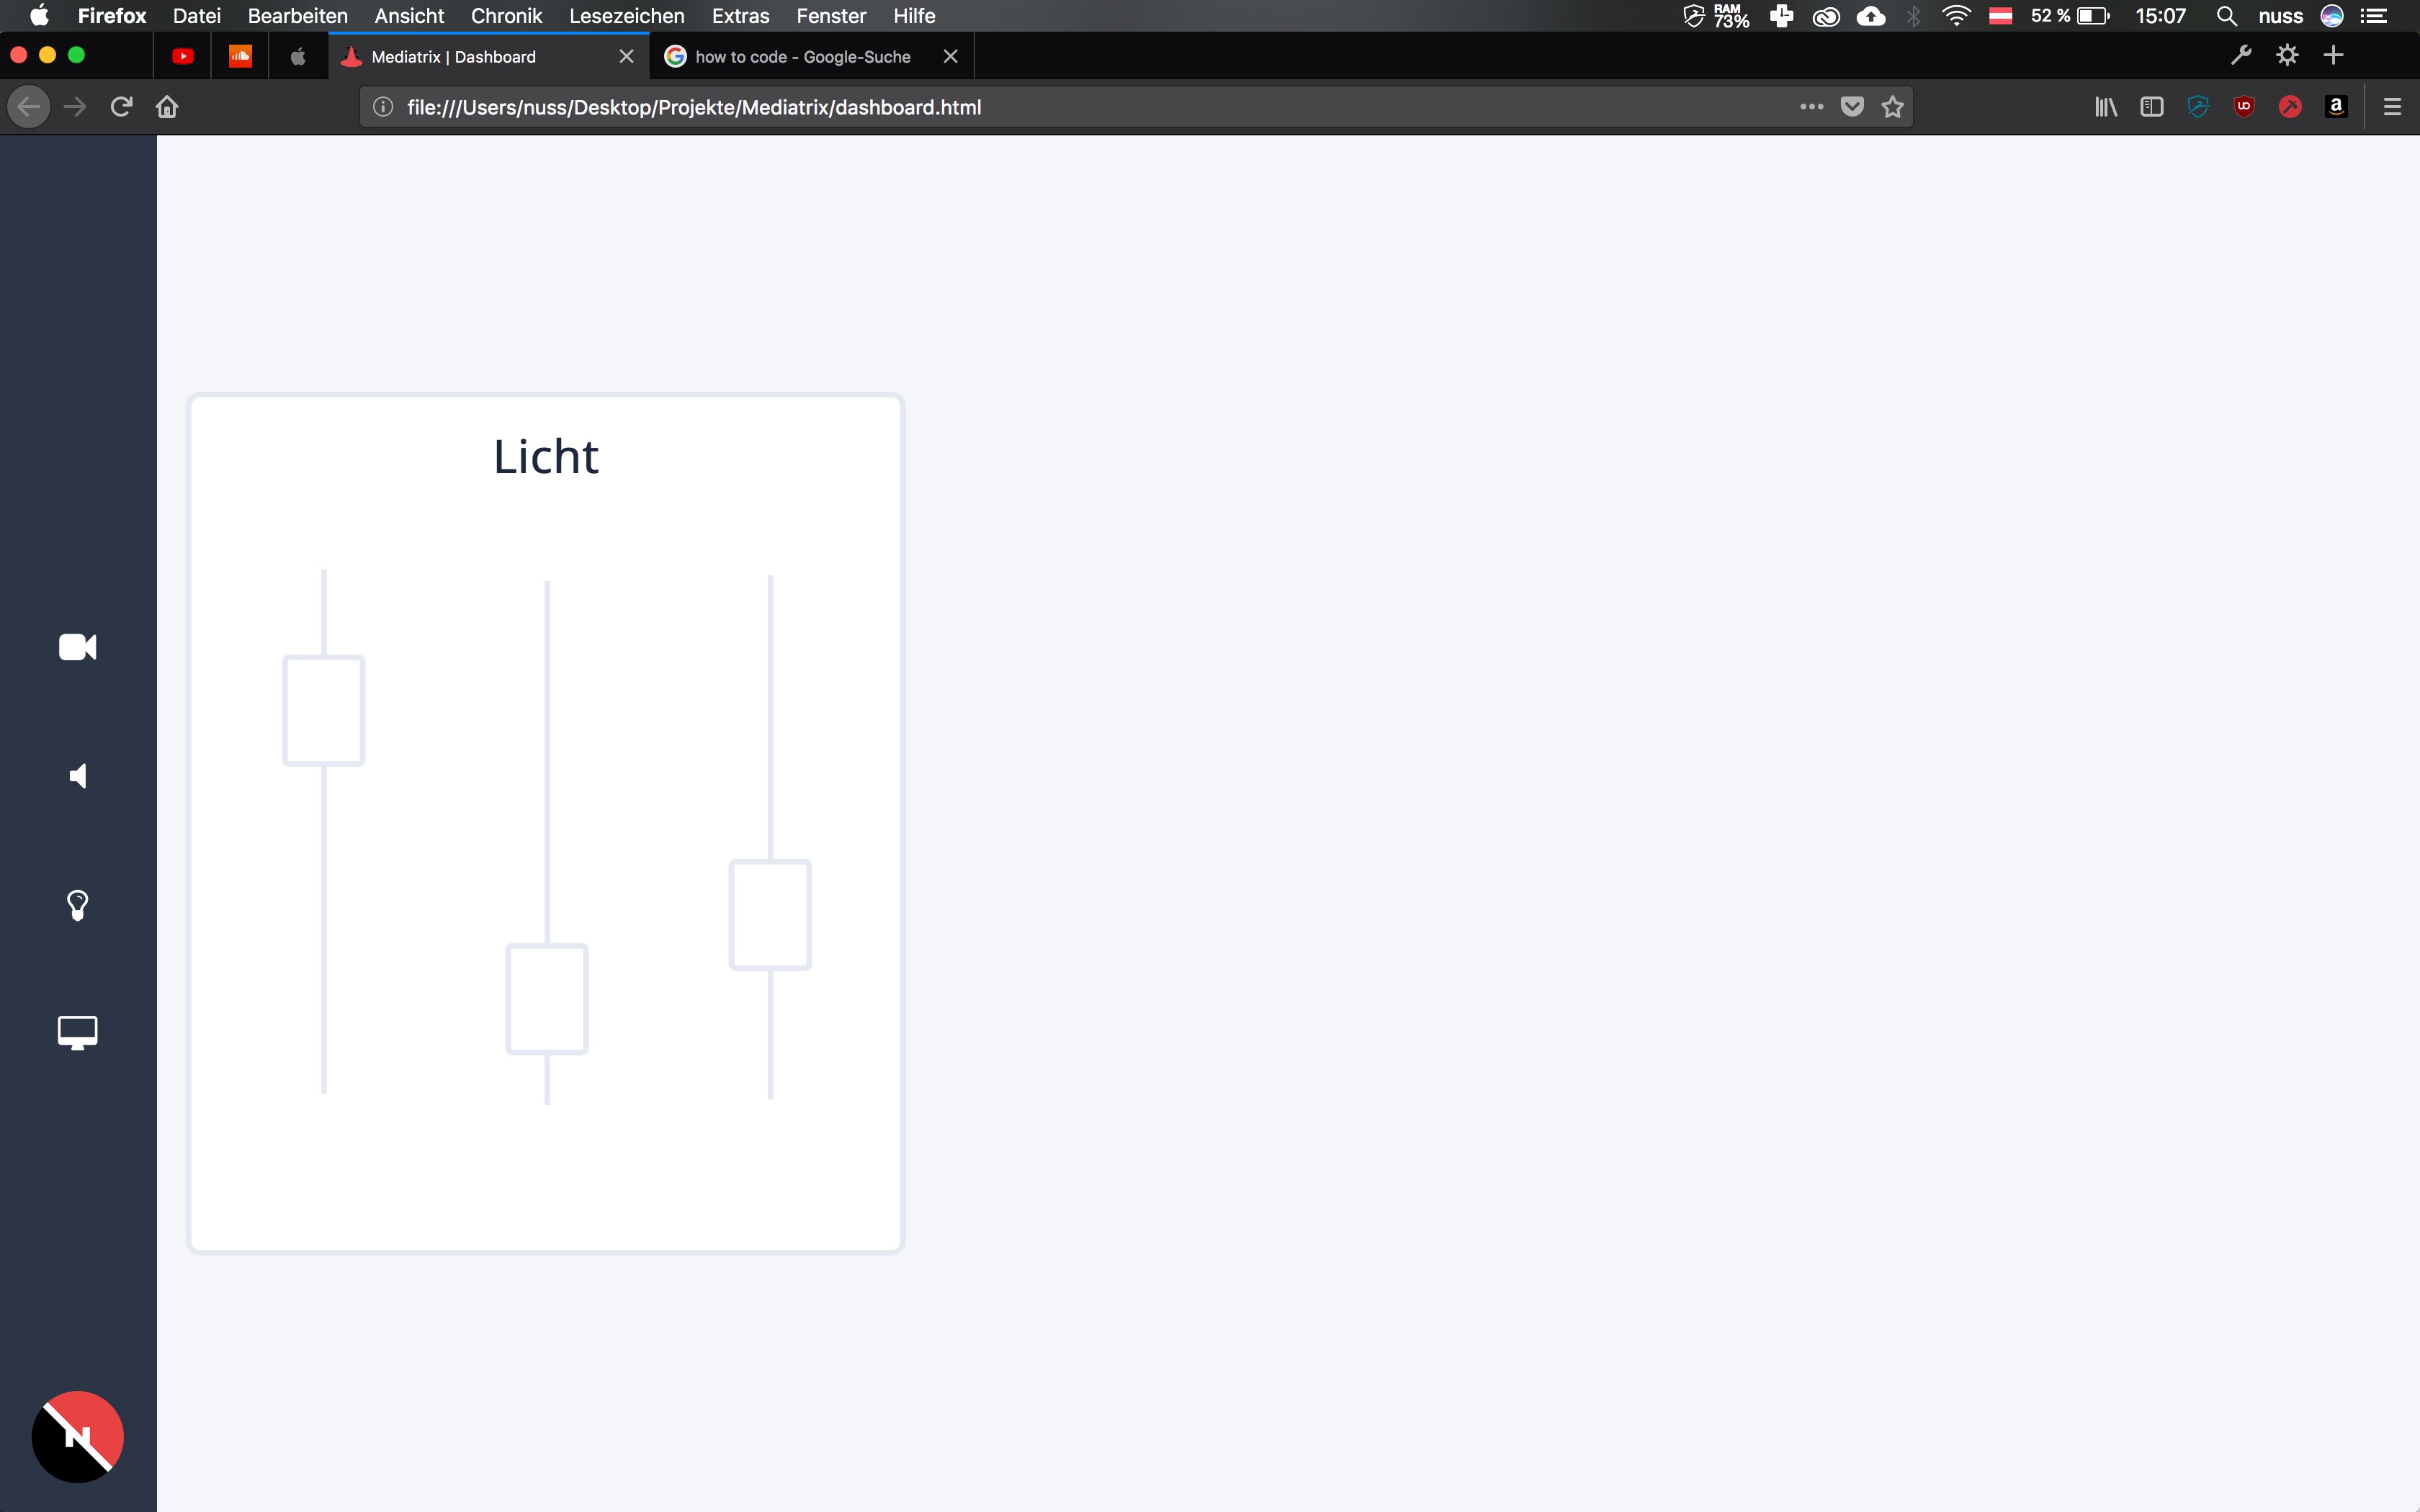 Firefox Datei Bearbeiten Ansicht Chronik Lesezeichen Extras Fenster Hilfe RAM 73% 52 % 15:07 nuss
Mediatrix | Dashboard how to code - Google-Suche
file:///Users/nuss/Desktop/Projekte/Mediatrix/dashboard.html
Licht
N